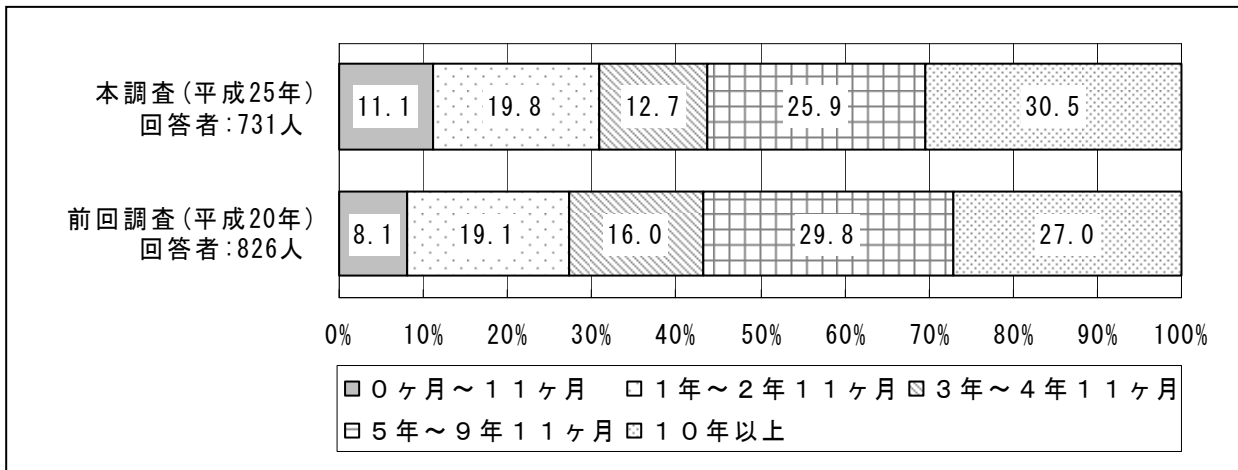 本調査(平成25年)
回答者:731人
11.1 19.8 12.7 25.9 30.5
前回調査(平成20年)
回答者:826人
8.1 19.1 16.0 29.8 27.0
0% 10% 20% 30% 40% 50% 60% 70% 80% 90% 100%
０ヶ月～１１ヶ月 １年～２年１１ヶ月 ３年～４年１１ヶ月
５年～９年１１ヶ月 １０年以上